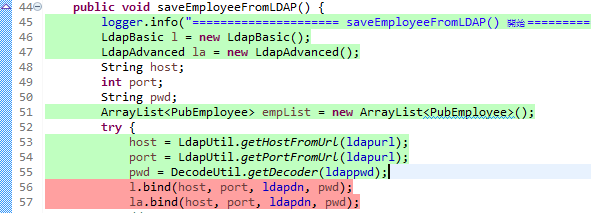 44 public void saveEmployeeFromLDAP() {
45 logger.info("==================== saveEmployeeFromLDAP() 開始=========
46 LdapBasic l = new LdapBasic();
47 LdapAdvanced la = new LdapAdvanced();
48 String host;
49 int port;
50 String pwd;
51 ArrayList<PubEmployee> empList = new ArrayList<PubEmployee>();
52 try {
53 host = LdapUtil.getHostFromUrl(ldapurl);
54 port = LdapUtil.getPortFromUrl(ldapurl);
55 pwd = DecodeUtil.getDecoder(ldappwd);
56 l.bind(host, port, ldapdn, pwd);
57 la.bind(host, port, ldapdn, pwd);